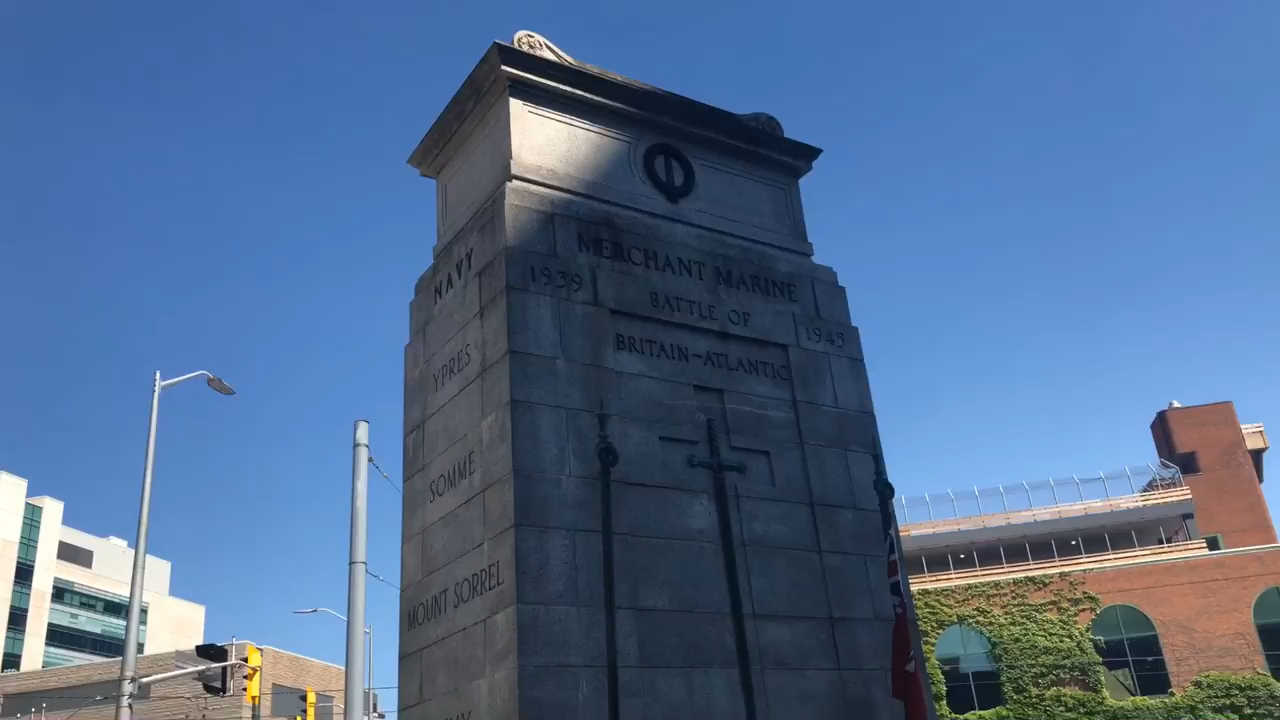 NAVY
YPRES
SOMME
MOUNT SORREL
MERCHANT MARINE
1939
BATTLE OF
1945
BRITAIN-ATLANTIC